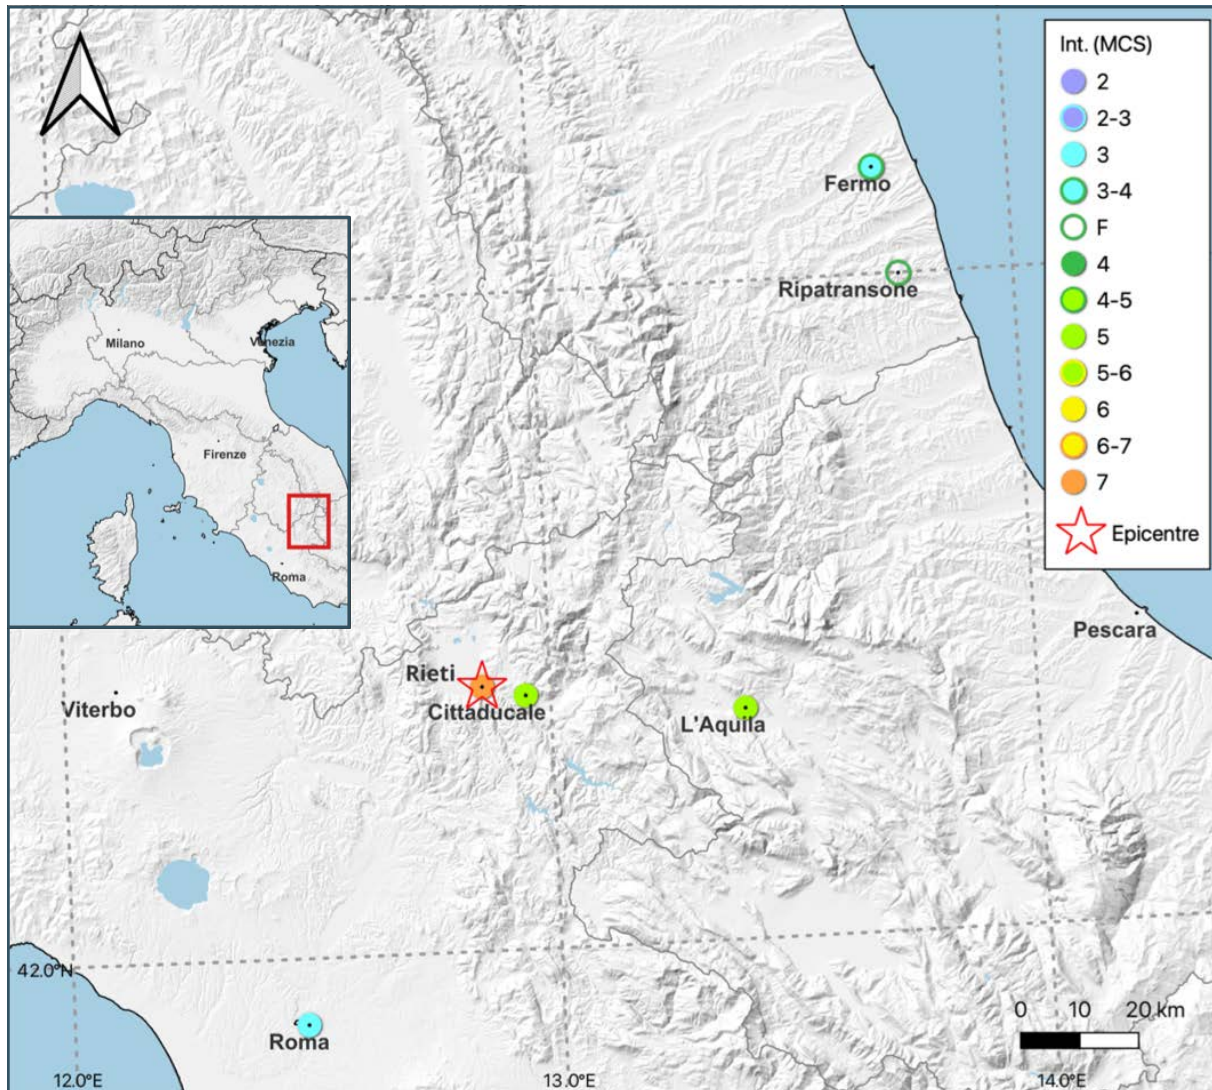 Int. (MCS)
2
2-3
3
3-4
F
4
4-5
5
5-6
6
6-7
7
Epicentre
Fermo
Ripatransone
Milano
Venezia
Firenze
Roma
Pescara
Rieti
Cittaducale
Viterbo
L'Aquila
42.0°N
Roma
0 10 20 km
12.0°E
13.0°E
14.0°E